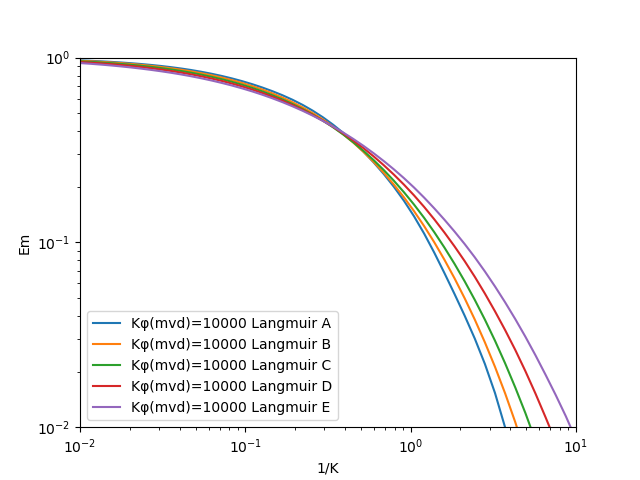 10⁰
10⁻¹
10⁻²
Em
Kφ(mvd)=10000 Langmuir A
Kφ(mvd)=10000 Langmuir B
Kφ(mvd)=10000 Langmuir C
Kφ(mvd)=10000 Langmuir D
Kφ(mvd)=10000 Langmuir E
10⁻² 10⁻¹ 10⁰ 10¹
1/K